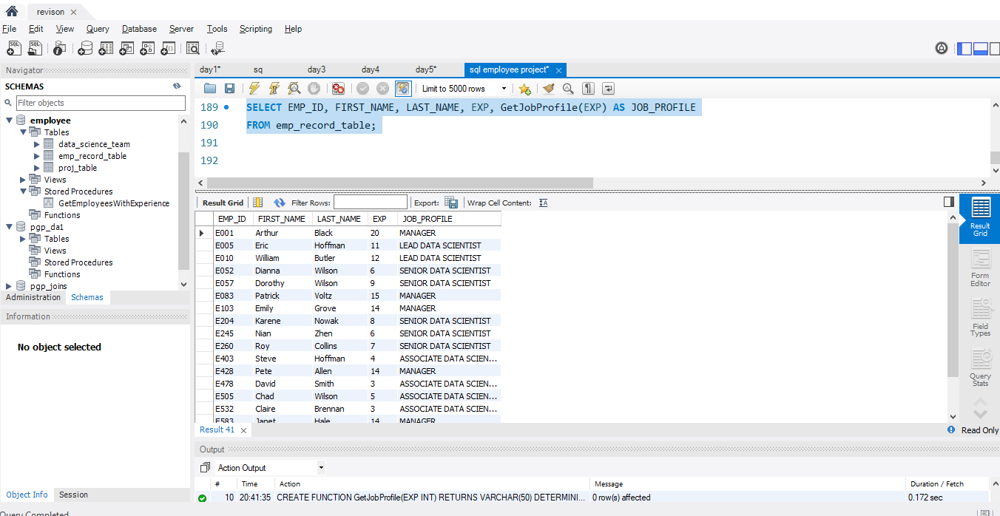 revison
File Edit View Query Database Server Tools Scripting Help
Navigator
SCHEMAS
Filter objects
employee
Tables
data_science_team
emp_record_table
proj_table
Views
Stored Procedures
GetEmployeesWithExperience
Functions
pgp_da1
Tables
Views
Stored Procedures
Functions
pgp_joins
Administration Schemas
Information
No object selected
Object Info Session
Query Completed
day1* sq day3 day4 day5* sql employee project*
Limit to 5000 rows
189 SELECT EMP_ID, FIRST_NAME, LAST_NAME, EXP, GetJobProfile(EXP) AS JOB_PROFILE
190 FROM emp_record_table;
191
192
Result Grid Filter Rows: Export: Wrap Cell Content:
EMP_ID FIRST_NAME LAST_NAME EXP JOB_PROFILE
E001 Arthur Black 20 MANAGER
E005 Eric Hoffman 11 LEAD DATA SCIENTIST
E010 William Butler 12 LEAD DATA SCIENTIST
E052 Dianna Wilson 6 SENIOR DATA SCIENTIST
E057 Dorothy Wilson 9 SENIOR DATA SCIENTIST
E083 Patrick Voltz 15 MANAGER
E103 Emily Grove 14 MANAGER
E204 Karene Nowak 8 SENIOR DATA SCIENTIST
E245 Nian Zhen 6 SENIOR DATA SCIENTIST
E260 Roy Collins 7 SENIOR DATA SCIENTIST
E403 Steve Hoffman 4 ASSOCIATE DATA SCIEN...
E428 Pete Allen 14 MANAGER
E478 David Smith 3 ASSOCIATE DATA SCIEN...
E505 Chad Wilson 5 ASSOCIATE DATA SCIEN...
E532 Claire Brennan 3 ASSOCIATE DATA SCIEN...
E583 Janet Hale 14 MANAGER
Result
Grid
Form
Editor
Field
Types
Query
Stats
Result 41
Read Only
Output
Action Output
# Time Action Message Duration / Fetch
10 20:41:35 CREATE FUNCTION GetJobProfile(EXP INT) RETURNS VARCHAR(50) DETERMINI... 0 row(s) affected 0.172 sec